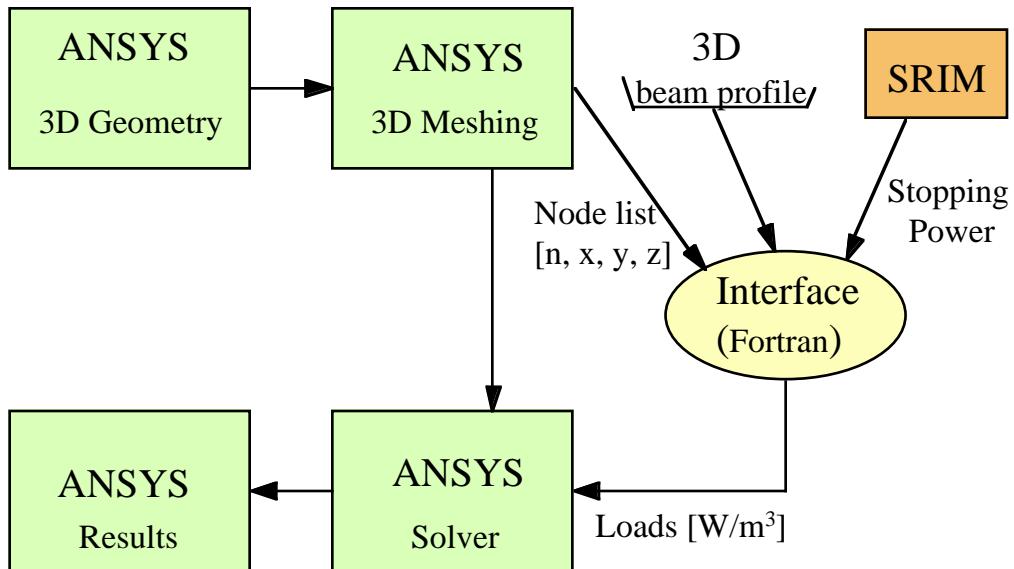 ANSYS
3D Geometry
ANSYS
3D Meshing
3D
beam profile
SRIM
Node list
[n, x, y, z]
Stopping
Power
Interface
(Fortran)
ANSYS
Results
ANSYS
Solver
Loads [W/m³]